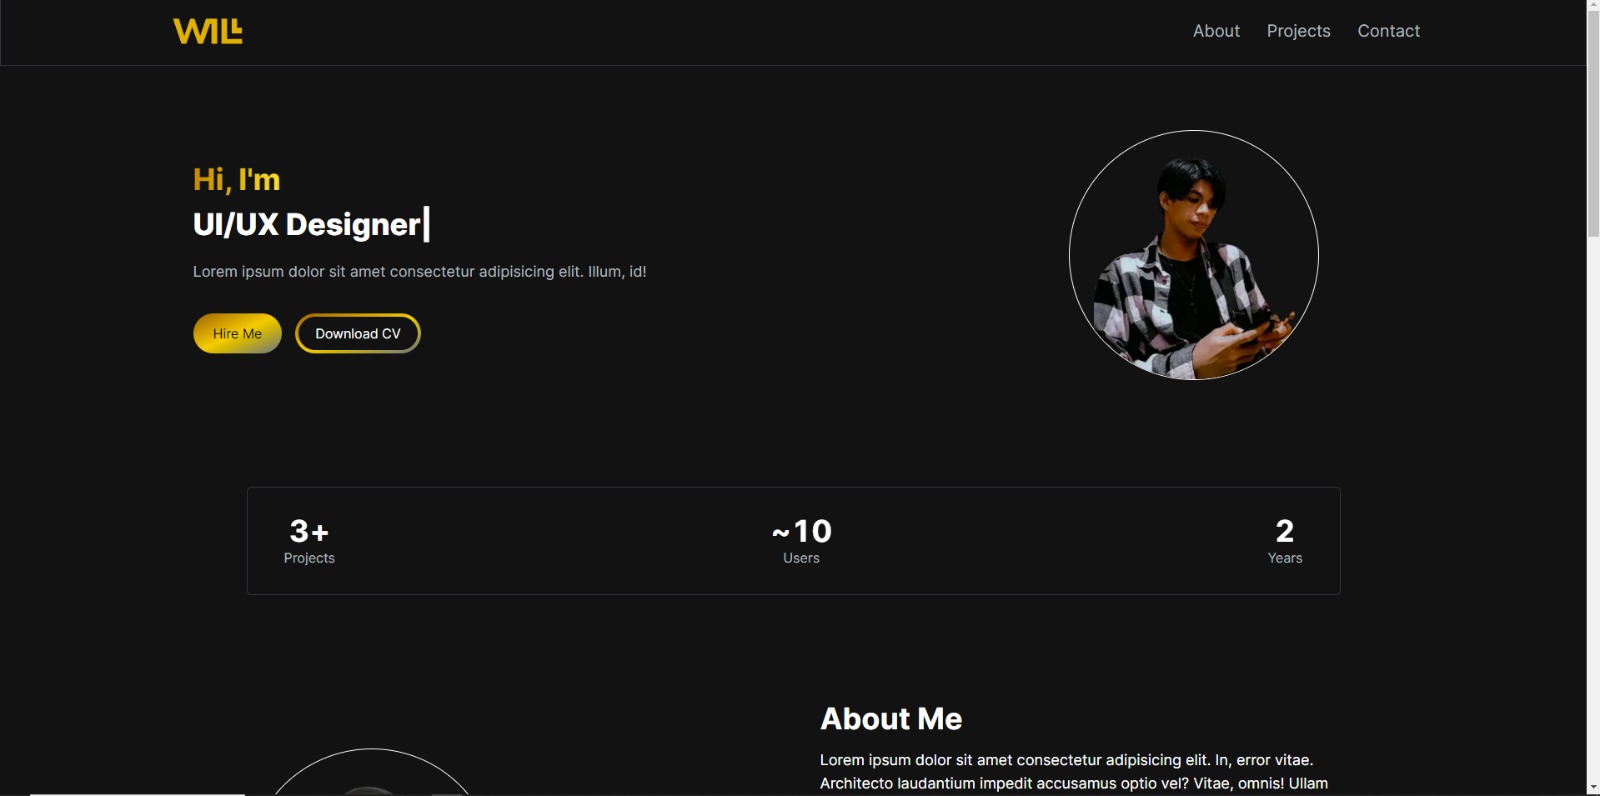 WILL
About Projects Contact
Hi, I'm
UI/UX Designer|
Lorem ipsum dolor sit amet consectetur adipisicing elit. Illum, id!
Hire Me Download CV
3+ ~10 2
Projects Users Years
About Me
Lorem ipsum dolor sit amet consectetur adipisicing elit. In, error vitae.
Architecto laudantium impedit accusamus optio vel? Vitae, omnis! Ullam